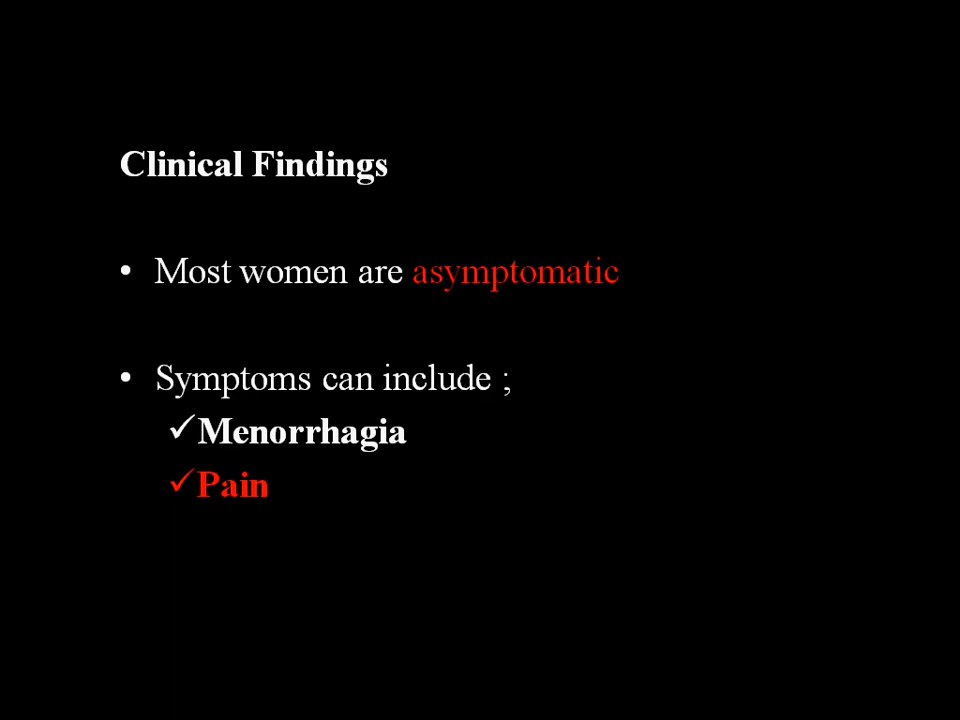 Clinical Findings
• Most women are asymptomatic
• Symptoms can include ;
✓Menorrhagia
✓Pain